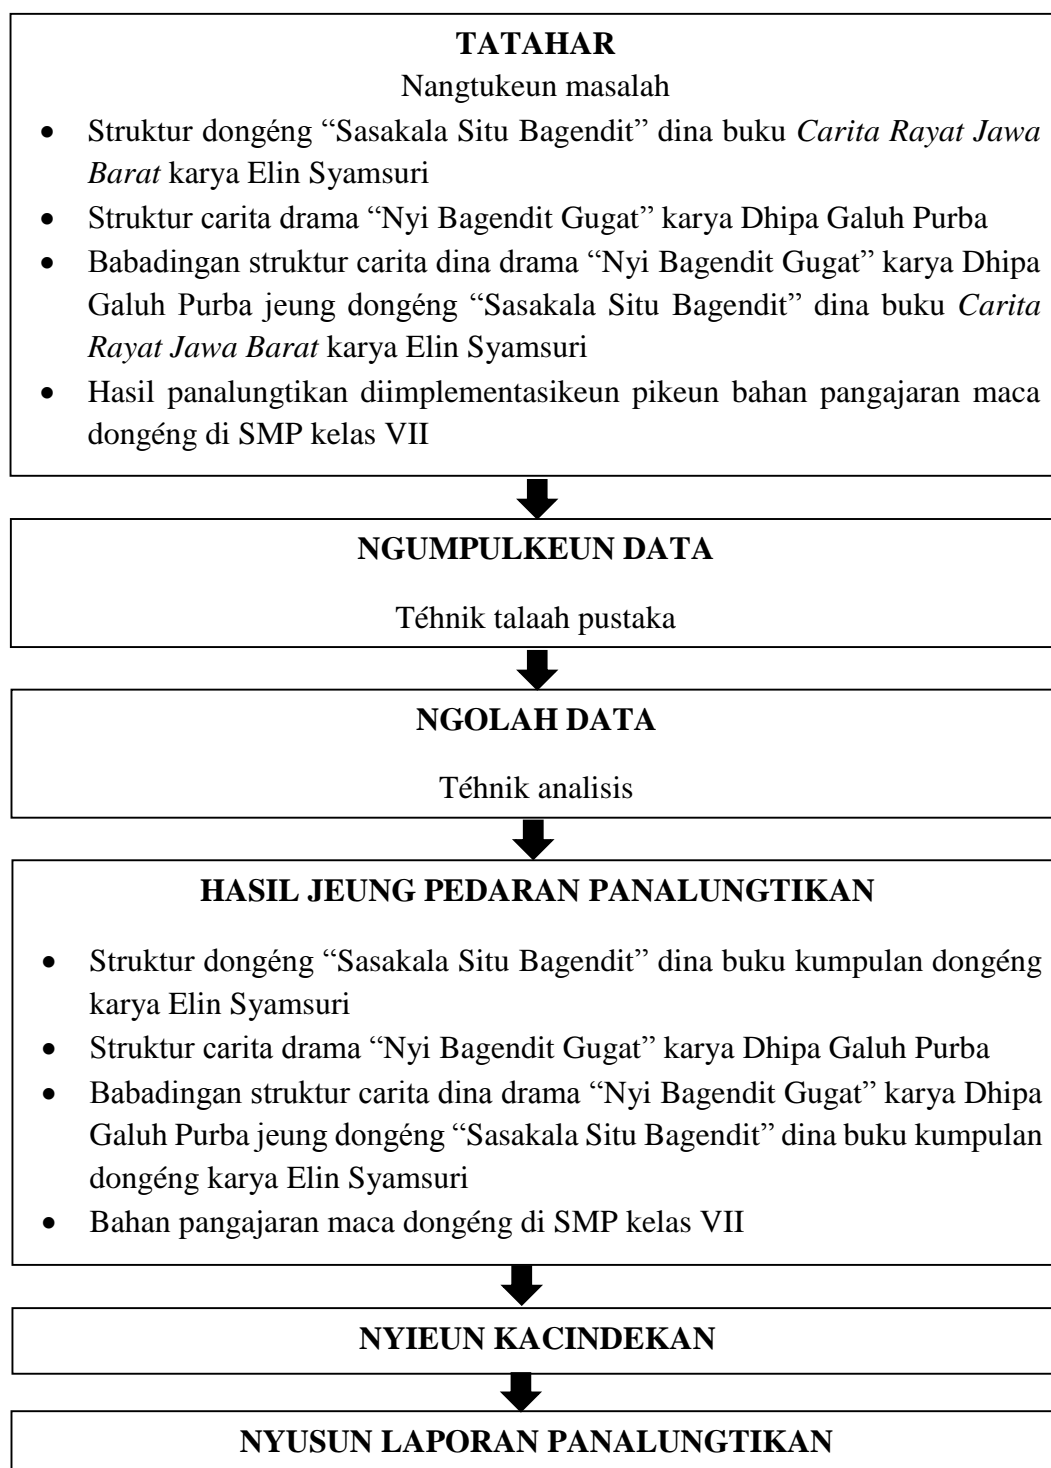 TATAHAR
Nangtukeun masalah
• Struktur dongéng “Sasakala Situ Bagendit” dina buku Carita Rayat Jawa
Barat karya Elin Syamsuri
• Struktur carita drama “Nyi Bagendit Gugat” karya Dhipa Galuh Purba
• Babadingan struktur carita dina drama “Nyi Bagendit Gugat” karya Dhipa
Galuh Purba jeung dongéng “Sasakala Situ Bagendit” dina buku Carita
Rayat Jawa Barat karya Elin Syamsuri
• Hasil panalungtikan diimplementasikeun pikeun bahan pangajaran maca
dongéng di SMP kelas VII
NGUMPULKEUN DATA
Téhnik talaah pustaka
NGOLAH DATA
Téhnik analisis
HASIL JEUNG PEDARAN PANALUNGTIKAN
• Struktur dongéng “Sasakala Situ Bagendit” dina buku kumpulan dongéng
karya Elin Syamsuri
• Struktur carita drama “Nyi Bagendit Gugat” karya Dhipa Galuh Purba
• Babadingan struktur carita dina drama “Nyi Bagendit Gugat” karya Dhipa
Galuh Purba jeung dongéng “Sasakala Situ Bagendit” dina buku kumpulan
dongéng karya Elin Syamsuri
• Bahan pangajaran maca dongéng di SMP kelas VII
NYIEUN KACINDEKAN
NYUSUN LAPORAN PANALUNGTIKAN